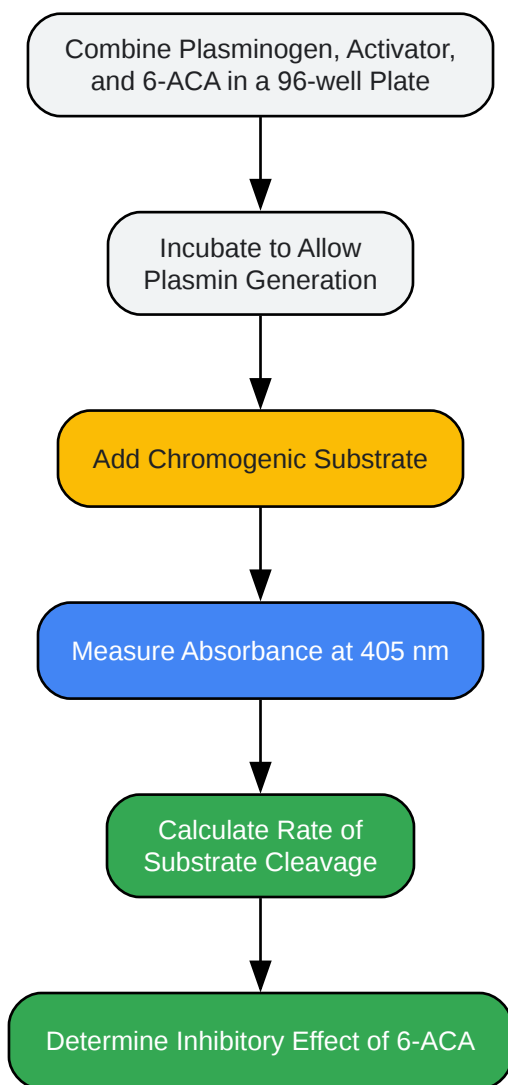 Combine Plasminogen, Activator,
and 6-ACA in a 96-well Plate
Incubate to Allow
Plasmin Generation
Add Chromogenic Substrate
Measure Absorbance at 405 nm
Calculate Rate of
Substrate Cleavage
Determine Inhibitory Effect of 6-ACA